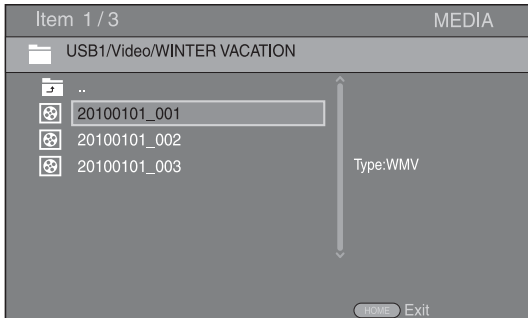 Item 1/3 MEDIA
USB1/Video/WINTER VACATION
..
20100101_001
20100101_002
20100101_003
Type:WMV
HOME Exit